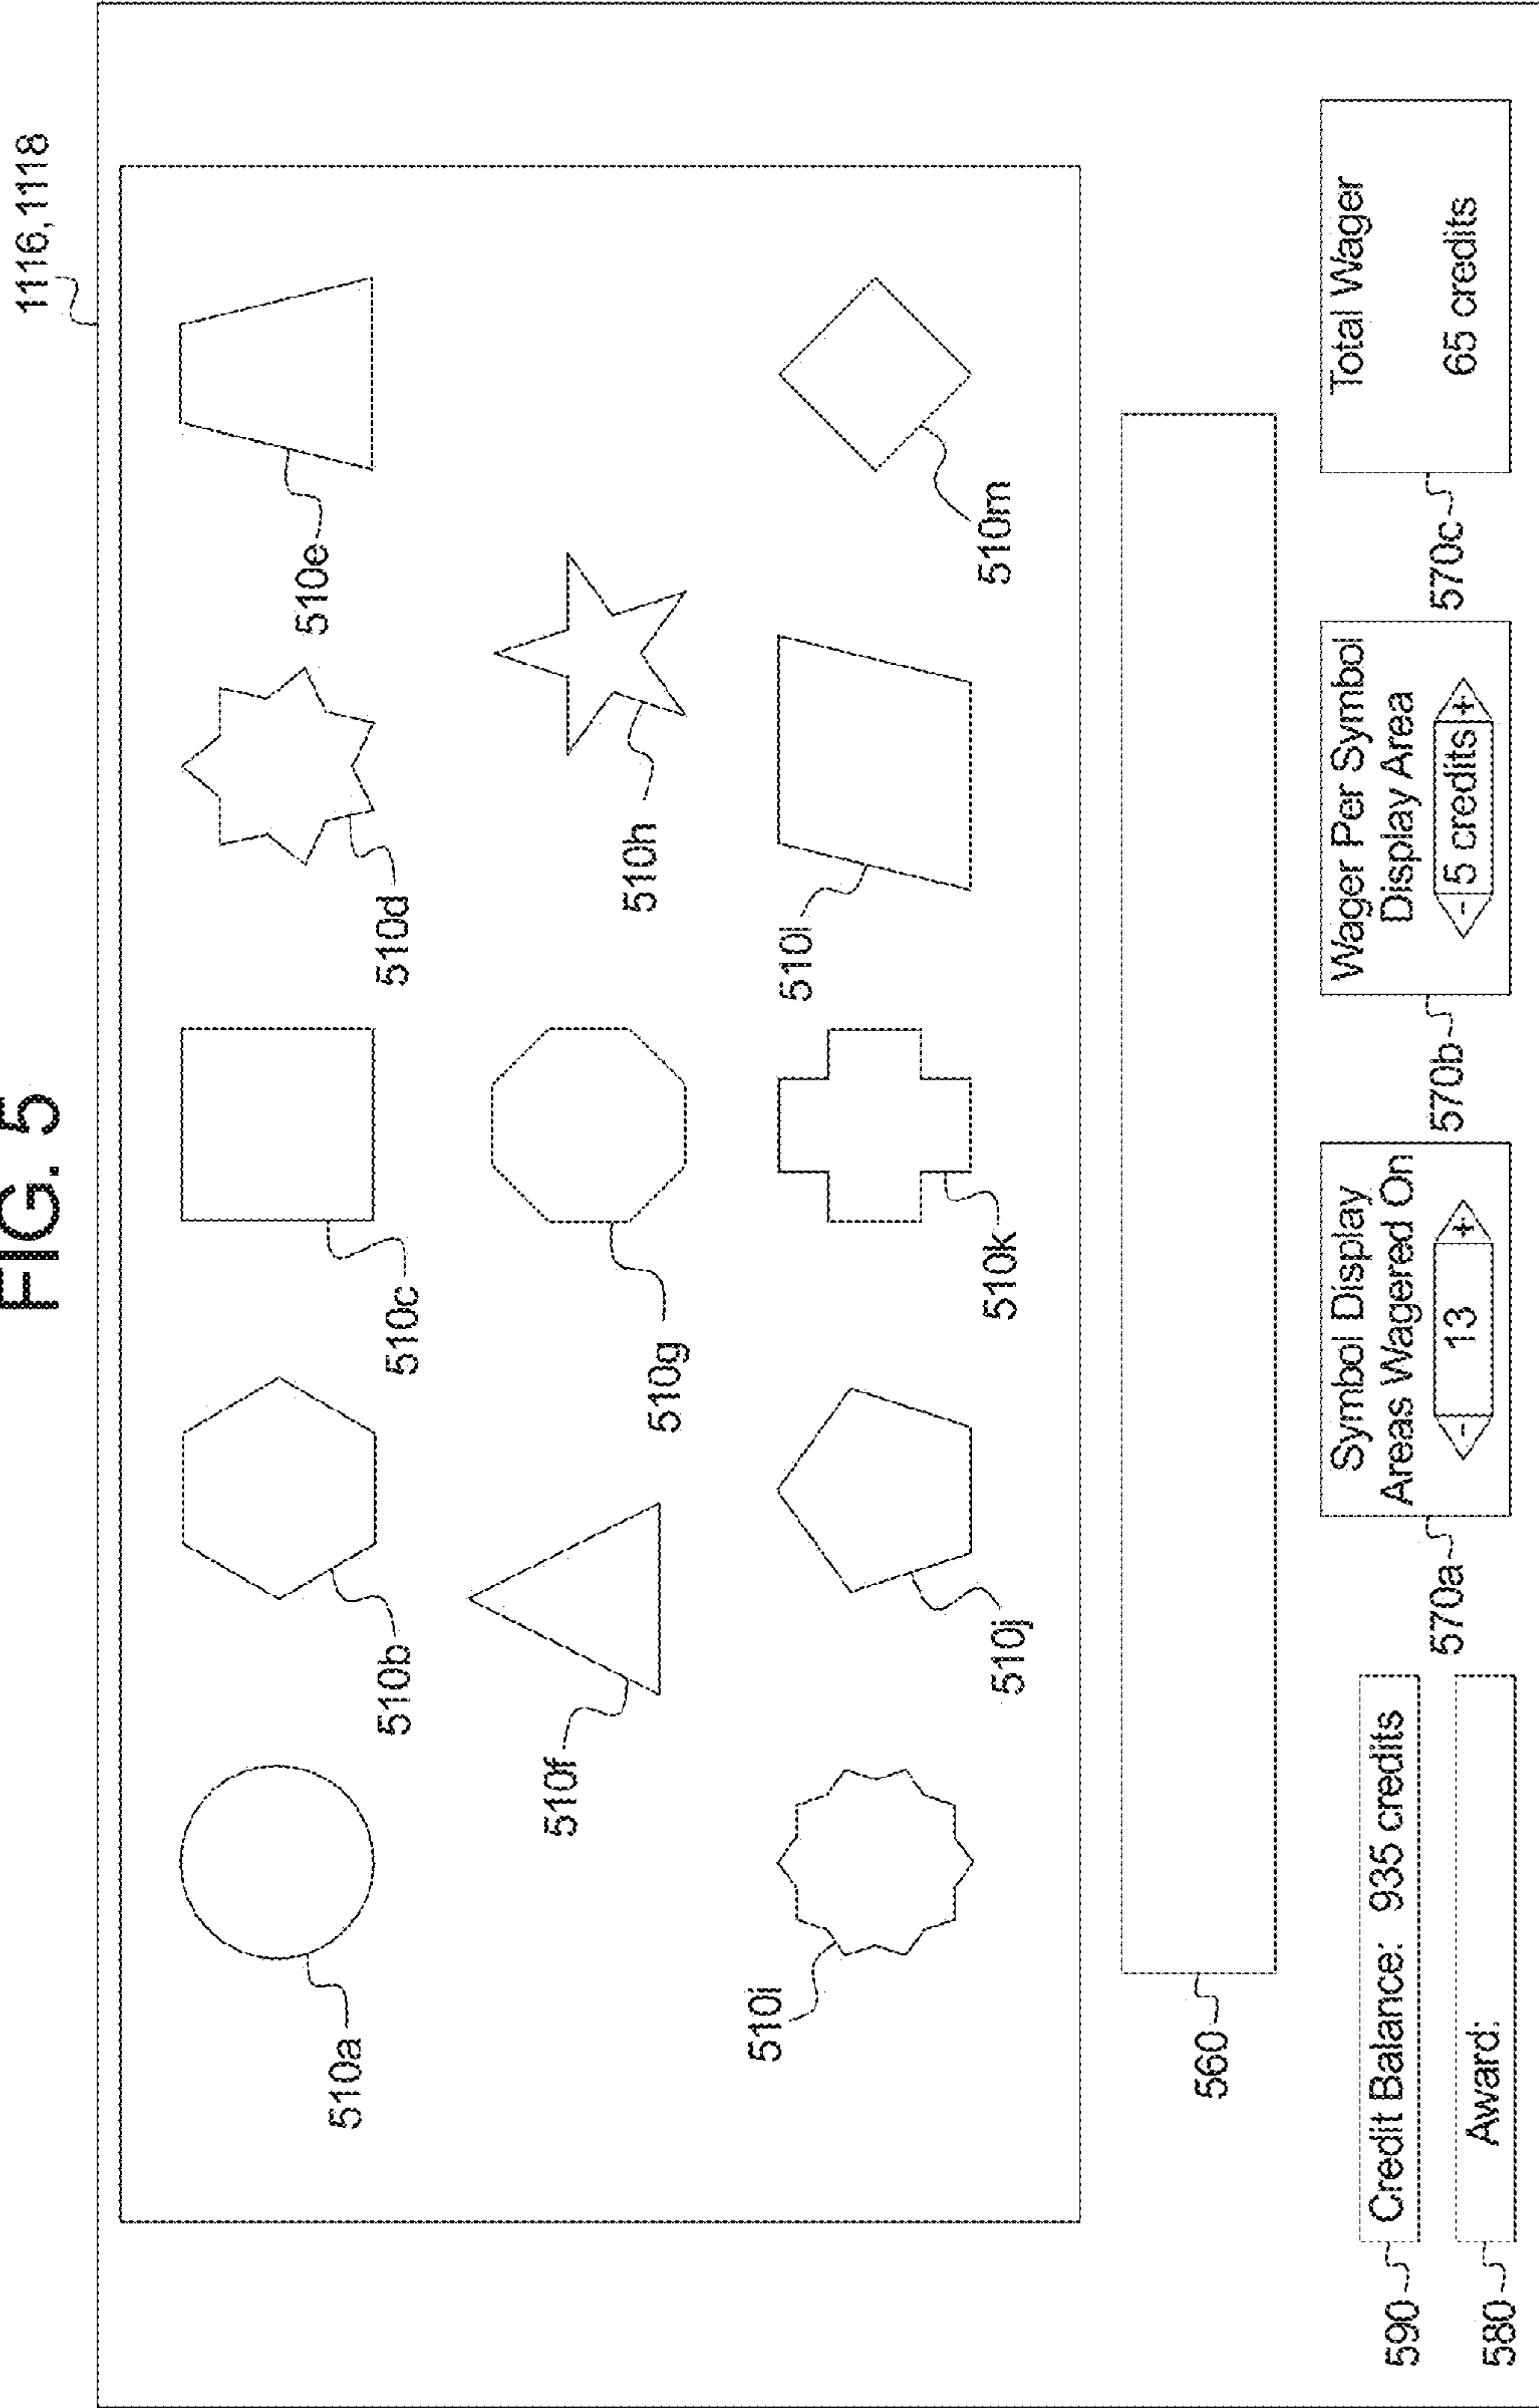 FIG. 5
1116,1118
510a
510b
510c
510d
510e
510f
510g
510h
510i
510j
510k
510l
510m
560
590
Credit Balance: 935 credits
580
Award:
570a
Symbol Display
Areas Wagered On
- 13 +
570b
Wager Per Symbol
Display Area
- 5 credits +
570c
Total Wager
65 credits